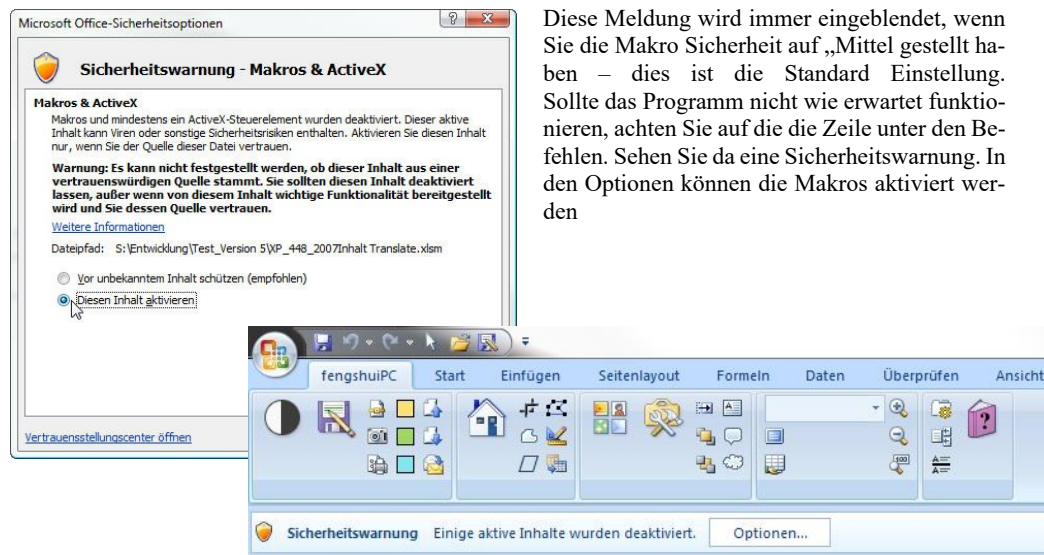 Microsoft Office-Sicherheitsoptionen
Sicherheitswarnung - Makros & ActiveX
Makros & ActiveX
Makros und mindestens ein ActiveX-Steuerelement wurden deaktiviert. Dieser aktive
Inhalt kann Viren oder sonstige Sicherheitsrisiken enthalten. Aktivieren Sie diesen Inhalt
nur, wenn Sie der Quelle dieser Datei vertrauen.
Warnung: Es kann nicht festgestellt werden, ob dieser Inhalt aus einer
vertrauenswürdigen Quelle stammt. Sie sollten diesen Inhalt deaktiviert
lassen, außer wenn von diesem Inhalt wichtige Funktionalität bereitgestellt
wird und Sie dessen Quelle vertrauen.
Weitere Informationen
Dateipfad: S:\Entwicklung\Test_Version 5\XP_448_2007Inhalt Translate.xlsm
Vor unbekanntem Inhalt schützen (empfohlen)
Diesen Inhalt aktivieren
Vertrauensstellungscenter öffnen
Diese Meldung wird immer eingeblendet, wenn
Sie die Makro Sicherheit auf „Mittel gestellt ha-
ben – dies ist die Standard Einstellung.
Sollte das Programm nicht wie erwartet funktio-
nieren, achten Sie auf die die Zeile unter den Be-
fehlen. Sehen Sie da eine Sicherheitswarnung. In
den Optionen können die Makros aktiviert wer-
den
fengshuiPC Start Einfügen Seitenlayout Formeln Daten Überprüfen Ansicht
100
Sicherheitswarnung Einige aktive Inhalte wurden deaktiviert. Optionen...